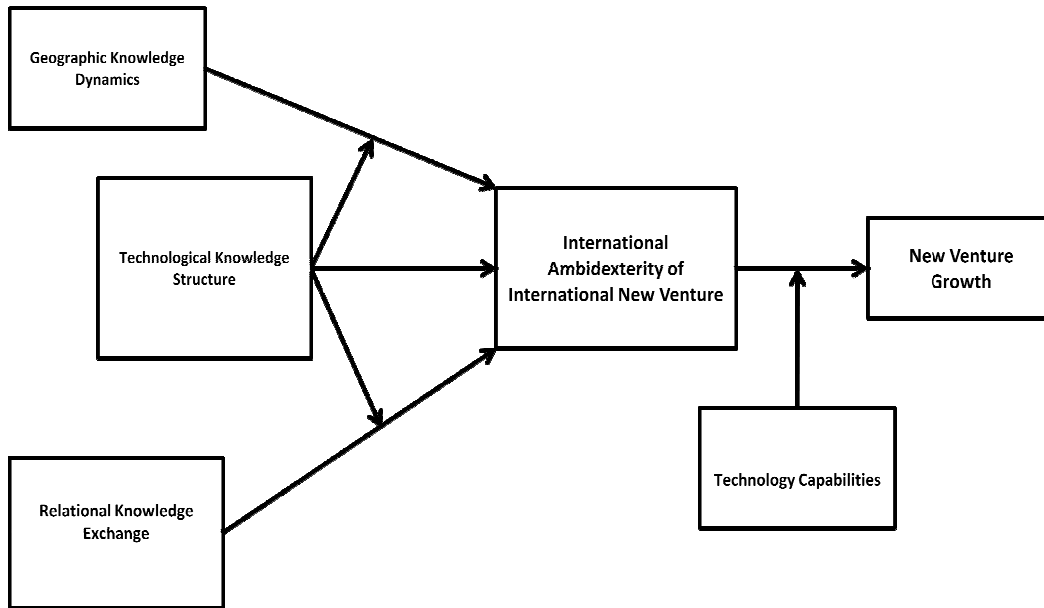 Geographic Knowledge
Dynamics
Technological Knowledge
Structure
Relational Knowledge
Exchange
International
Ambidexterity of
International New Venture
New Venture
Growth
Technology Capabilities